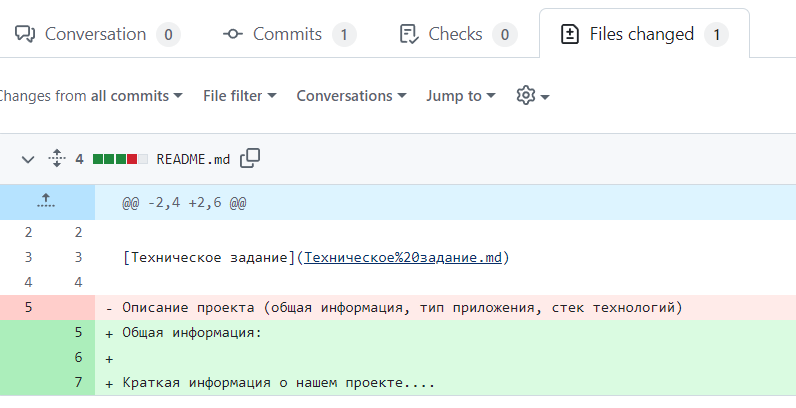 Conversation 0 Commits 1 Checks 0 Files changed 1
Changes from all commits File filter Conversations Jump to
4 README.md
@@ -2,4 +2,6 @@
2 2
3 3 [Техническое задание](Техническое%20задание.md)
4 4
5 - Описание проекта (общая информация, тип приложения, стек технологий)
5 + Общая информация:
6 +
7 + Краткая информация о нашем проекте....